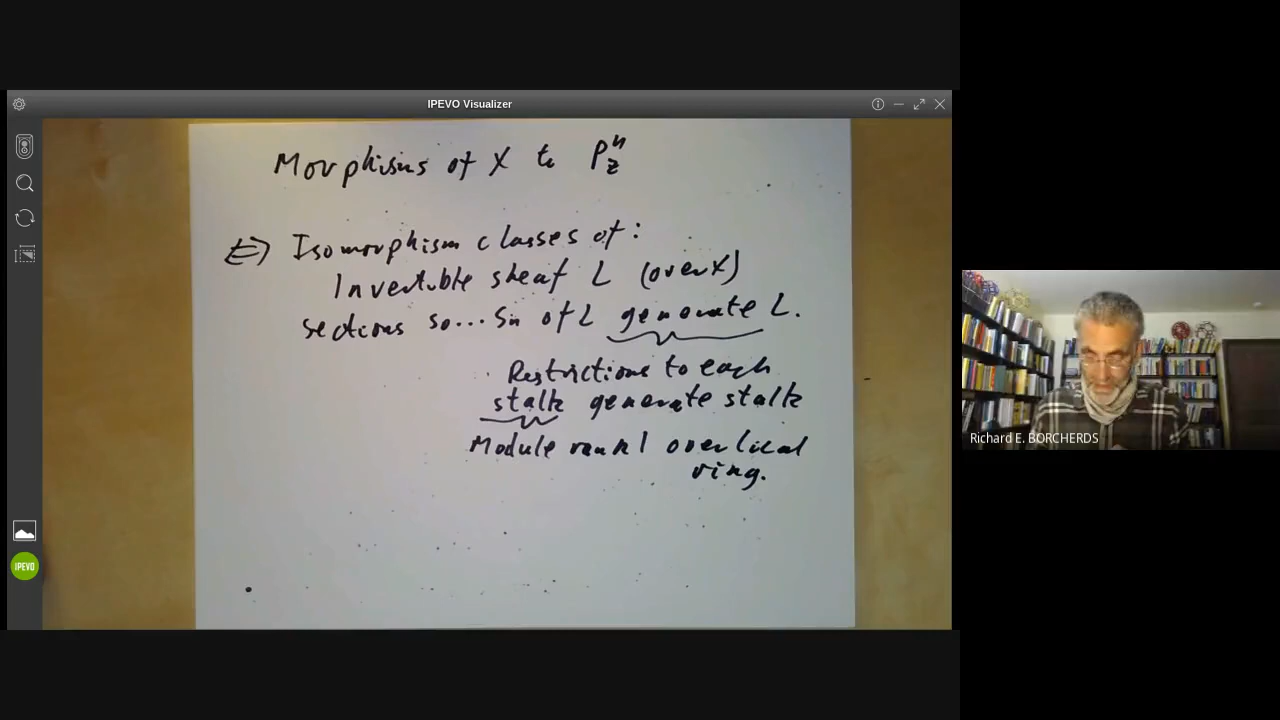 IPEVO Visualizer
Morphisms of X to P^n_Z
⇔ Isomorphism classes of:
Invertible sheaf L (over X)
sections s0...sn of L generate L.
Restrictions to each
stalk generate stalk
Module rank 1 over local
ring.
IPEVO
Richard E. BORCHERDS